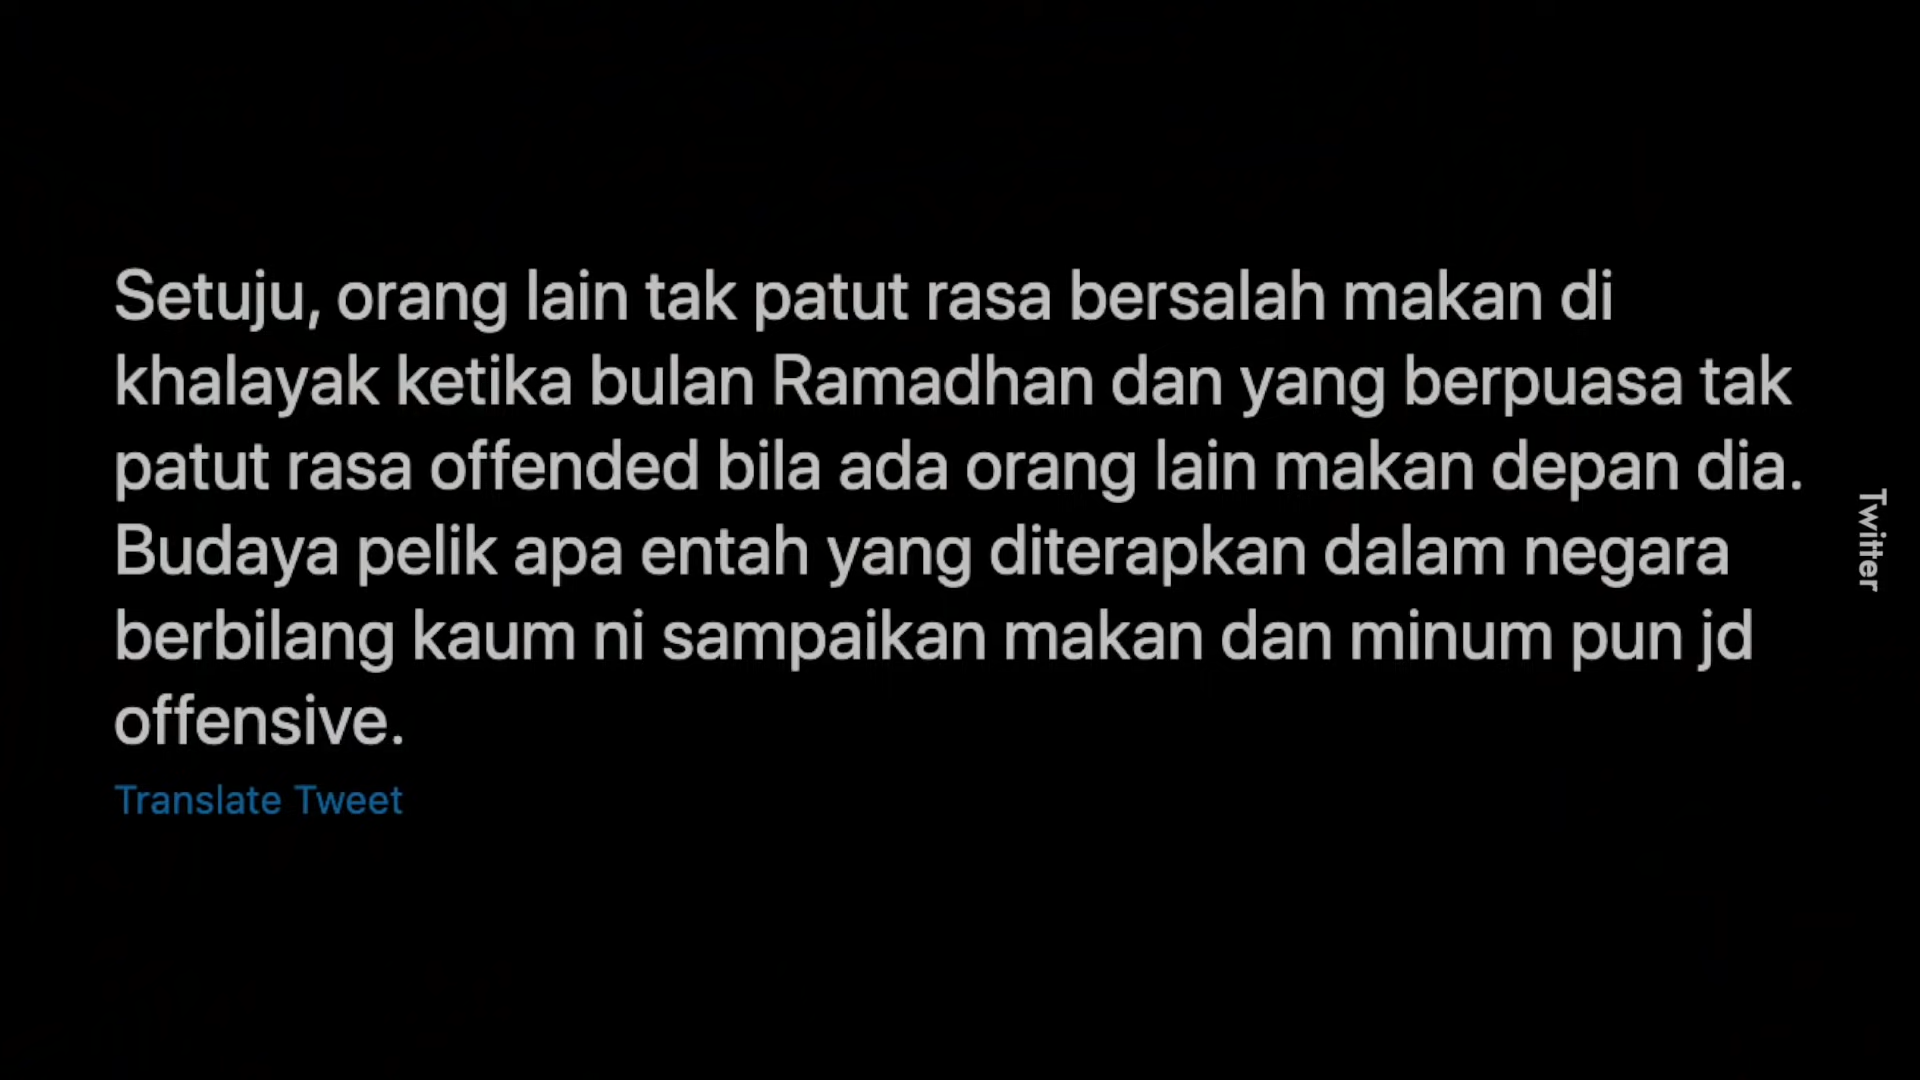 Setuju, orang lain tak patut rasa bersalah makan di
khalayak ketika bulan Ramadhan dan yang berpuasa tak
patut rasa offended bila ada orang lain makan depan dia.
Budaya pelik apa entah yang diterapkan dalam negara
berbilang kaum ni sampaikan makan dan minum pun jd
offensive.
Translate Tweet
Twitter